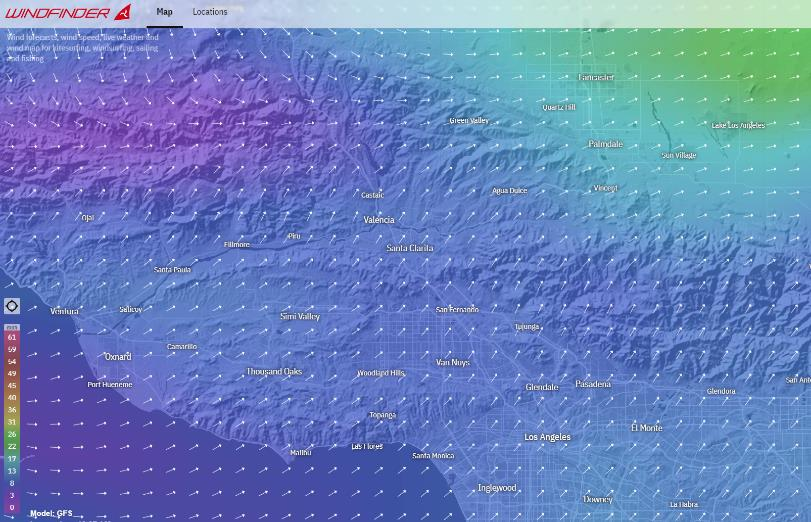 WINDFINDER
Map
Locations
Wind forecasts, wind speed, live weather and
wind map for kitesurfing, windsurfing, sailing
and fishing
Lancaster
Quartz Hill
Green Valley
Lake Los Angeles
Palmdale
Sun Village
Castaic
Agua Dulce
Vincent
Ojai
Valencia
Piru
Fillmore
Santa Clarita
Santa Paula
Ventura
Saticoy
Simi Valley
San Fernando
Tujunga
Oxnard
Camarillo
Van Nuys
Thousand Oaks
Woodland Hills
Port Hueneme
Glendale
Pasadena
San Ant
Glendora
Topanga
El Monte
Los Angeles
Las Flores
Malibu
Santa Monica
Inglewood
Downey
La Habra
61
59
54
49
45
40
36
31
26
22
17
13
8
3
0
Model: GFS